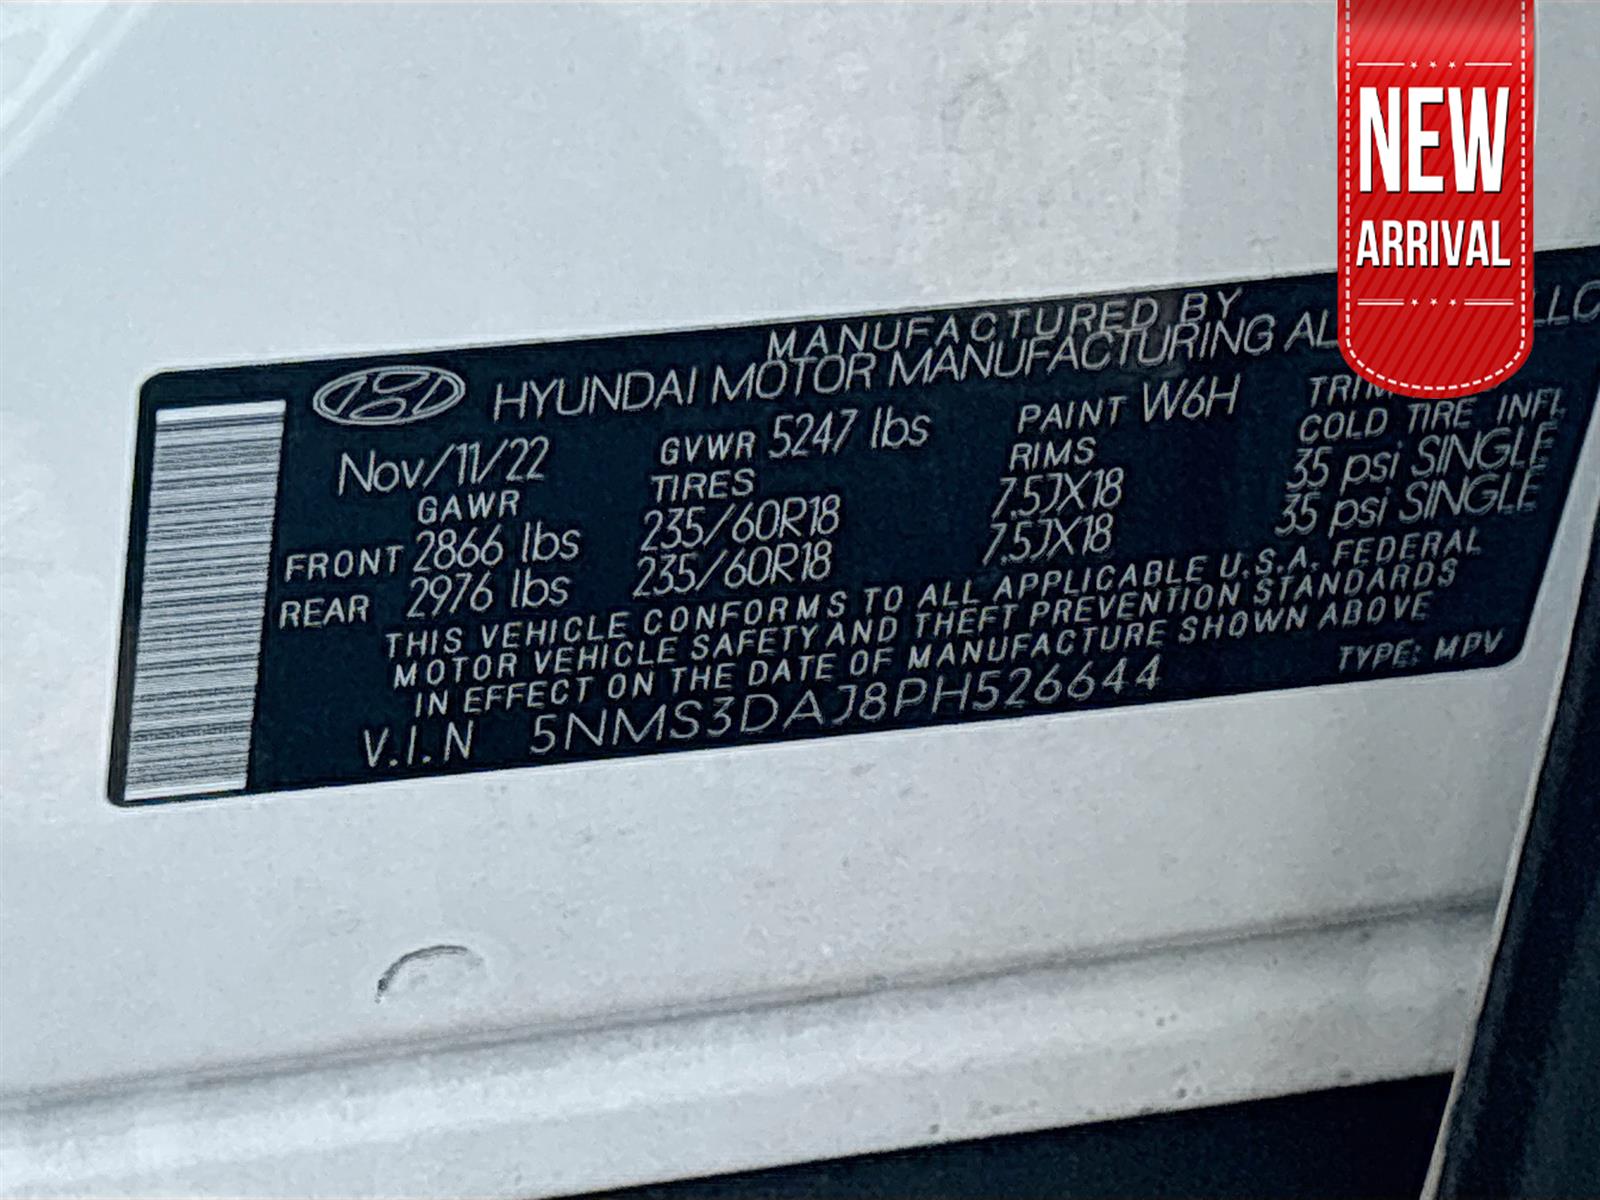 NEW
ARRIVAL
MANUFACTURED BY
HYUNDAI MOTOR MANUFACTURING LLC
Nov/11/22 GVWR 5247 lbs PAINT W6H
GAWR TIRES RIMS COLD TIRE INFL
FRONT 2866 lbs 235/60R18 7.5JX18 35 psi SINGLE
REAR 2976 lbs 235/60R18 7.5JX18 35 psi SINGLE
THIS VEHICLE CONFORMS TO ALL APPLICABLE U.S.A. FEDERAL
MOTOR VEHICLE SAFETY AND THEFT PREVENTION STANDARDS
IN EFFECT ON THE DATE OF MANUFACTURE SHOWN ABOVE
V.I.N 5NMS3DAJ8PH526644 TYPE: MPV